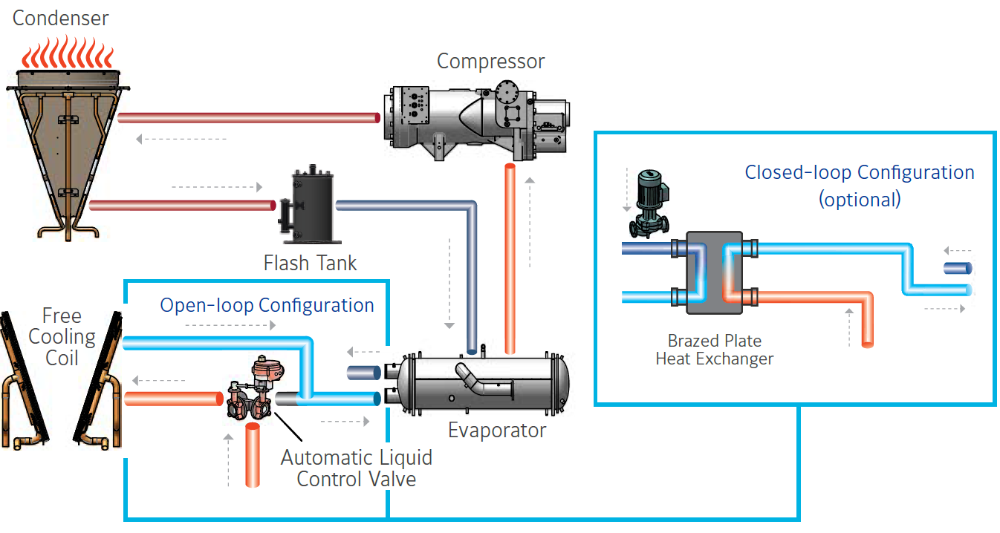 Condenser
Compressor
Closed-loop Configuration
(optional)
Flash Tank
Open-loop Configuration
Free
Cooling
Coil
Brazed Plate
Heat Exchanger
Evaporator
Automatic Liquid
Control Valve